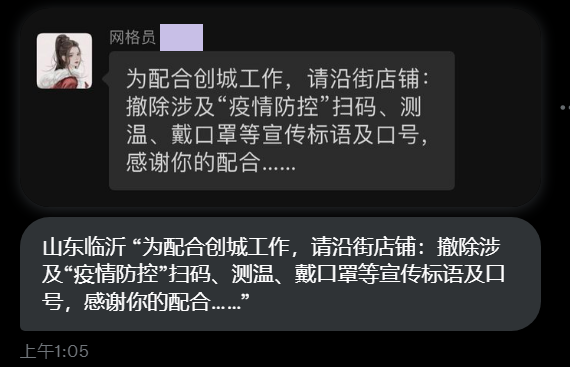 网格员
为配合创城工作，请沿街店铺：
撤除涉及“疫情防控”扫码、测
温、戴口罩等宣传标语及口号，
感谢你的配合……
山东临沂 “为配合创城工作，请沿街店铺：撤除涉
及“疫情防控”扫码、测温、戴口罩等宣传标语及口
号，感谢你的配合……”
上午1:05